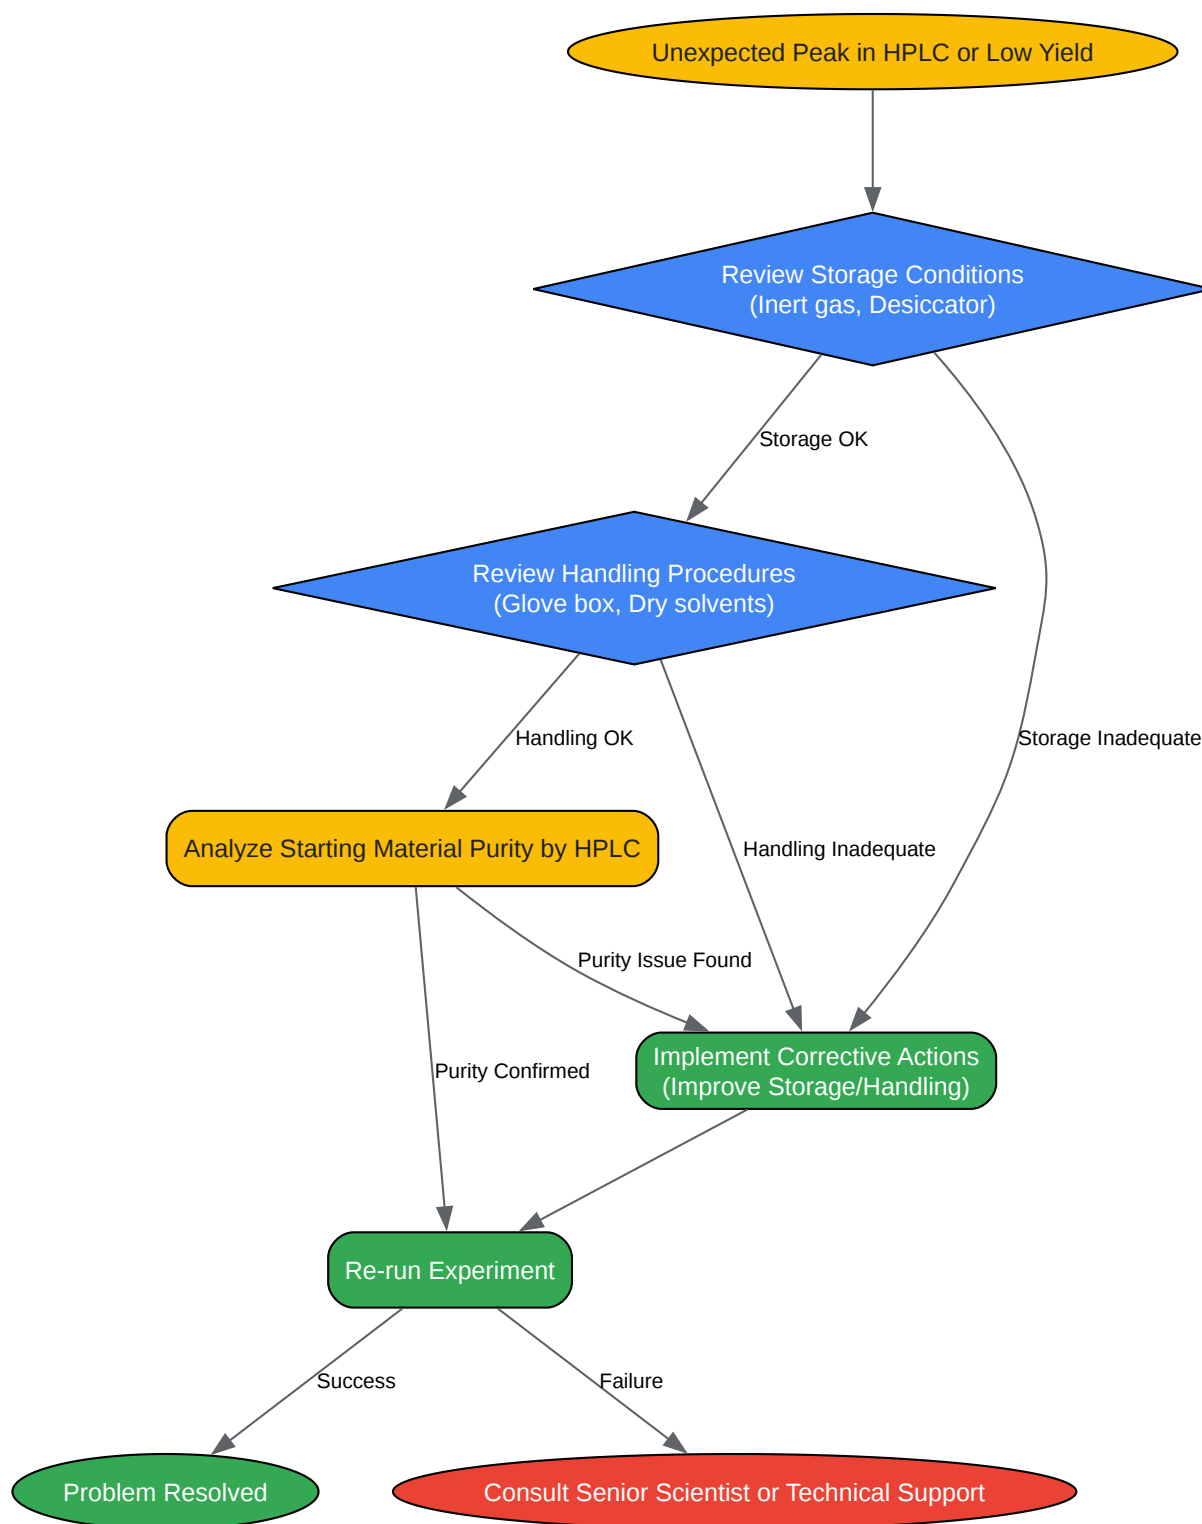 Unexpected Peak in HPLC or Low Yield
Review Storage Conditions
(Inert gas, Desiccator)
Storage OK
Review Handling Procedures
(Glove box, Dry solvents)
Handling OK
Storage Inadequate
Analyze Starting Material Purity by HPLC
Handling Inadequate
Purity Issue Found
Purity Confirmed
Implement Corrective Actions
(Improve Storage/Handling)
Re-run Experiment
Success
Failure
Problem Resolved
Consult Senior Scientist or Technical Support